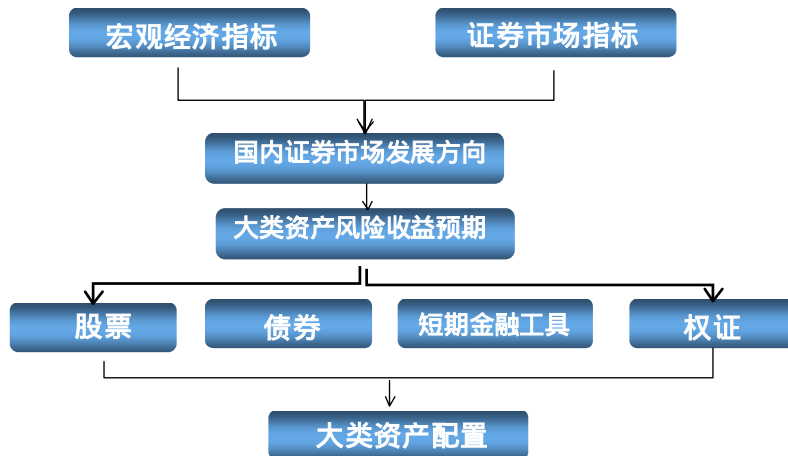 宏观经济指标
证券市场指标
国内证券市场发展方向
大类资产风险收益预期
股票
债券
短期金融工具
权证
大类资产配置